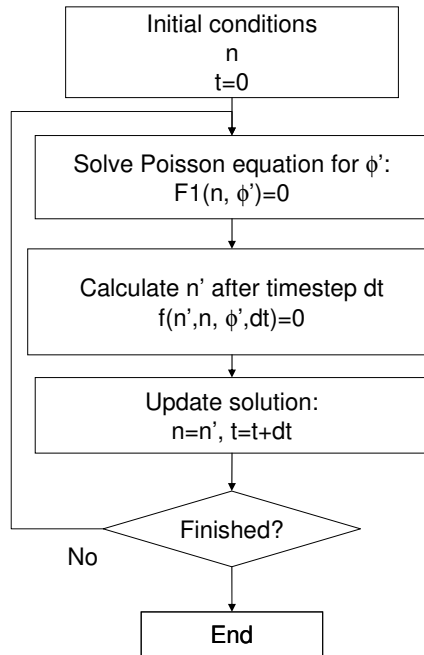 Initial conditions
n
t=0
Solve Poisson equation for ϕ’:
F1(n, ϕ’)=0
Calculate n’ after timestep dt
f(n’,n, ϕ’,dt)=0
Update solution:
n=n’, t=t+dt
Finished?
No
End